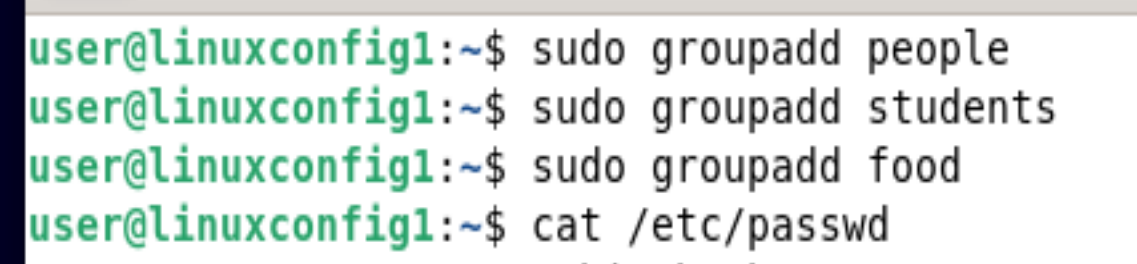 user@linuxconfig1:~$ sudo groupadd people
user@linuxconfig1:~$ sudo groupadd students
user@linuxconfig1:~$ sudo groupadd food
user@linuxconfig1:~$ cat /etc/passwd